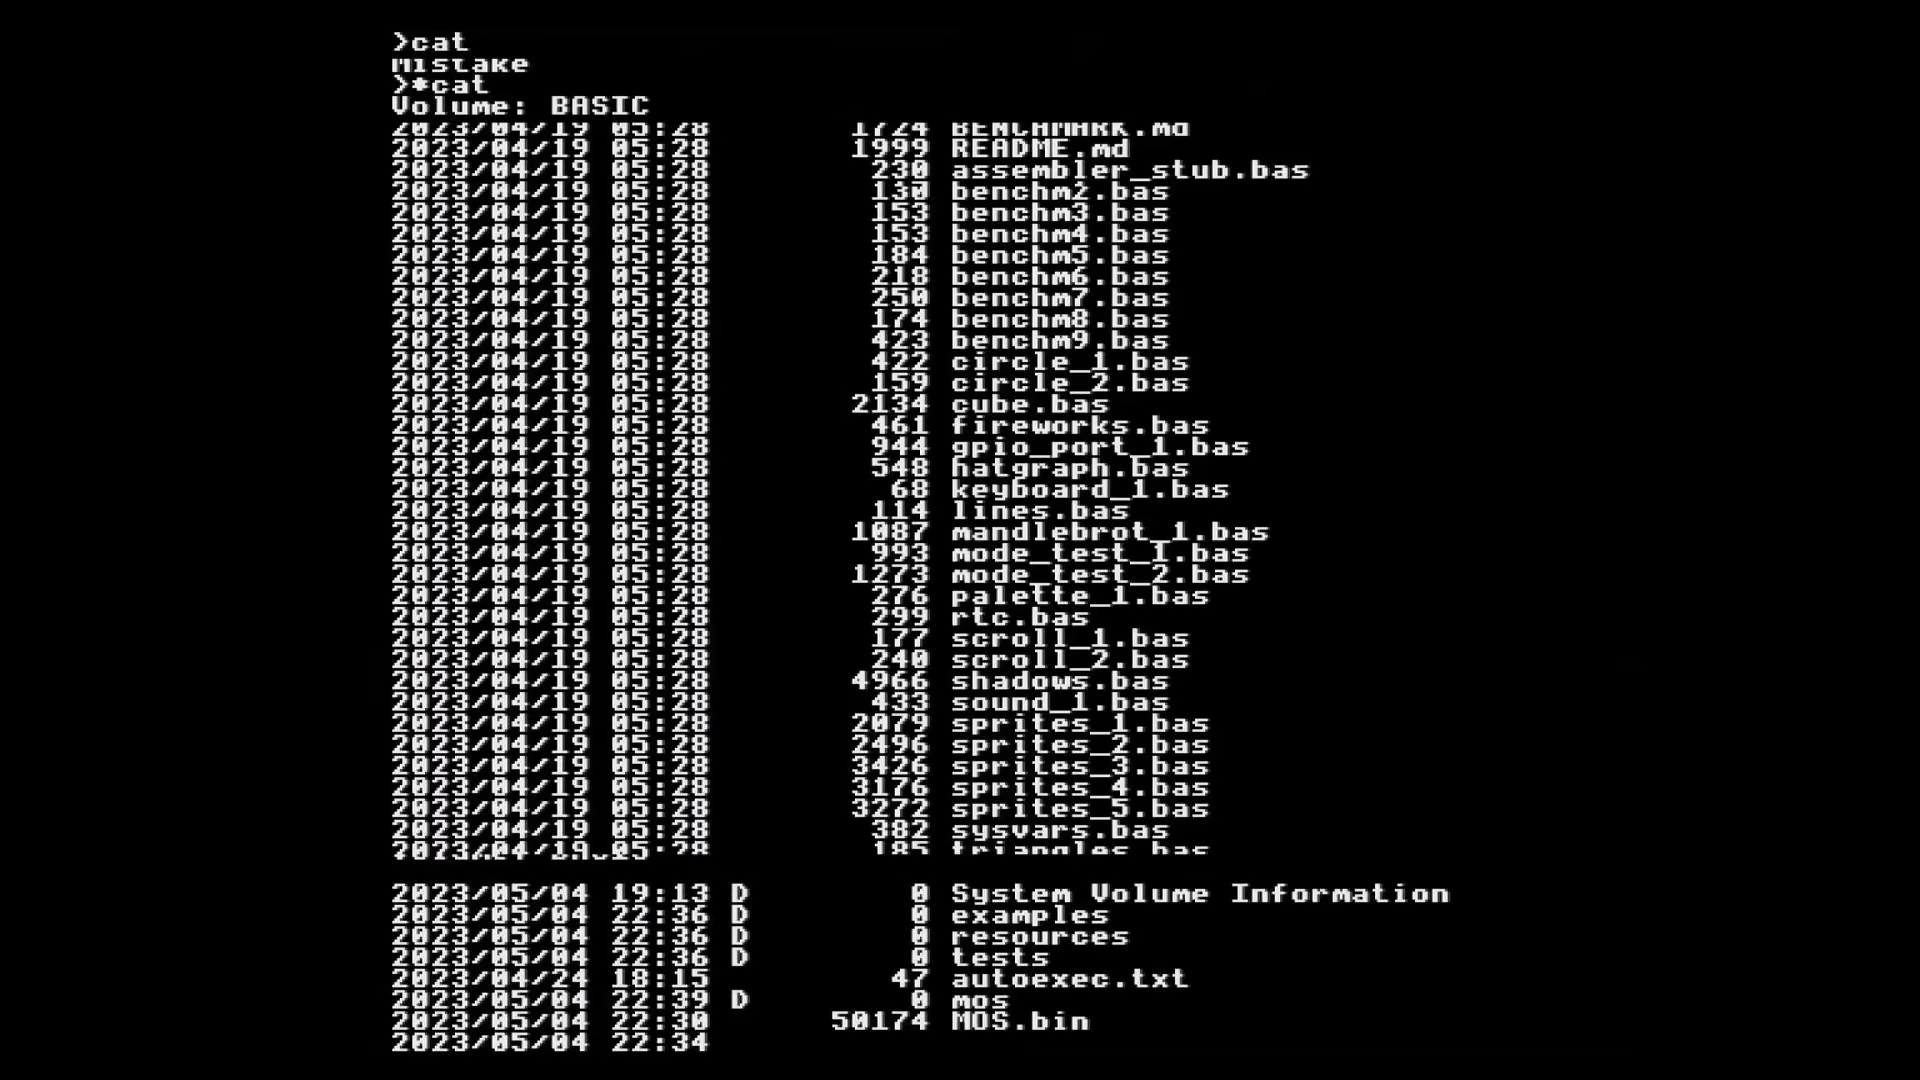 >cat
Mistake
>*cat
Volume: BASIC
2023/04/19 05:28 1724 BENCHMARK.md
2023/04/19 05:28 1999 README.md
2023/04/19 05:28 230 assembler_stub.bas
2023/04/19 05:28 130 benchm2.bas
2023/04/19 05:28 153 benchm3.bas
2023/04/19 05:28 153 benchm4.bas
2023/04/19 05:28 184 benchm5.bas
2023/04/19 05:28 218 benchm6.bas
2023/04/19 05:28 250 benchm7.bas
2023/04/19 05:28 174 benchm8.bas
2023/04/19 05:28 423 benchm9.bas
2023/04/19 05:28 422 circle_1.bas
2023/04/19 05:28 159 circle_2.bas
2023/04/19 05:28 2134 cube.bas
2023/04/19 05:28 461 fireworks.bas
2023/04/19 05:28 944 gpio_port_1.bas
2023/04/19 05:28 548 hatgraph.bas
2023/04/19 05:28 68 keyboard_1.bas
2023/04/19 05:28 114 lines.bas
2023/04/19 05:28 1087 mandlebrot_1.bas
2023/04/19 05:28 993 mode_test_1.bas
2023/04/19 05:28 1273 mode_test_2.bas
2023/04/19 05:28 276 palette_1.bas
2023/04/19 05:28 299 rtc.bas
2023/04/19 05:28 177 scroll_1.bas
2023/04/19 05:28 240 scroll_2.bas
2023/04/19 05:28 4966 shadows.bas
2023/04/19 05:28 433 sound_1.bas
2023/04/19 05:28 2079 sprites_1.bas
2023/04/19 05:28 2496 sprites_2.bas
2023/04/19 05:28 3426 sprites_3.bas
2023/04/19 05:28 3176 sprites_4.bas
2023/04/19 05:28 3272 sprites_5.bas
2023/04/19 05:28 382 sysvars.bas
2023/04/19 05:28 185 triangles.bas
2023/05/04 19:13 D 0 System Volume Information
2023/05/04 22:36 D 0 examples
2023/05/04 22:36 D 0 resources
2023/05/04 22:36 D 0 tests
2023/04/24 18:15 47 autoexec.txt
2023/05/04 22:39 D 0 mos
2023/05/04 22:30 50174 MOS.bin
2023/05/04 22:34